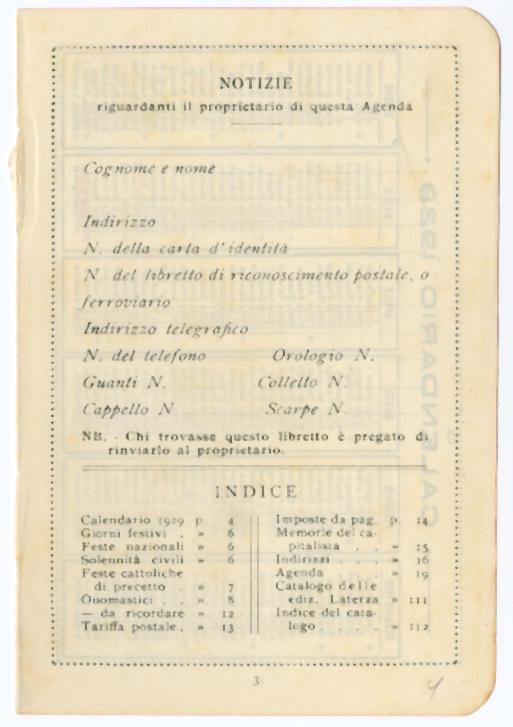 NOTIZIE
riguardanti il proprietario di questa Agenda
Cognome e nome
Indirizzo
N. della carta d'identità
N. del libretto di riconoscimento postale, o
ferroviario
Indirizzo telegrafico
N. del telefono Orologio N.
Guanti N. Colletto N.
Cappello N Scarpe N.
NB. - Chi trovasse questo libretto è pregato di
rinviarlo al proprietario.
INDICE
Calendario 1929 p. 4
Giorni festivi . » 6
Feste nazionali » 6
Solennità civili » 6
Feste cattoliche
di precetto . » 7
Onomastici . . » 8
— da ricordare » 12
Tariffa postale . » 13
Imposte da pag. p. 14
Memorie del ca-
pitalista . . . » 15
Indirizzi . . . » 16
Agenda . . . » 19
Catalogo delle
ediz. Laterza » 111
Indice del cata-
logo . . . . . » 112
3
4